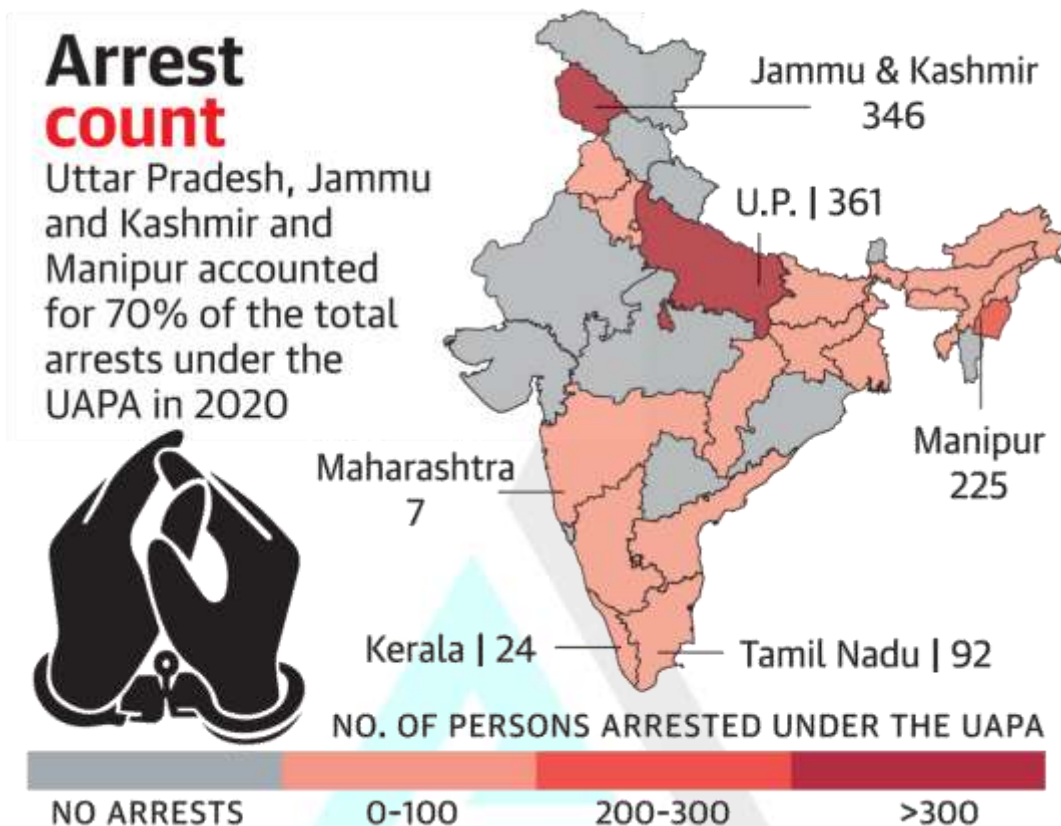 Arrest
count
Uttar Pradesh, Jammu
and Kashmir and
Manipur accounted
for 70% of the total
arrests under the
UAPA in 2020
Jammu & Kashmir
346
U.P. | 361
Manipur
225
Maharashtra
7
Kerala | 24
Tamil Nadu | 92
NO. OF PERSONS ARRESTED UNDER THE UAPA
NO ARRESTS
0-100
200-300
>300